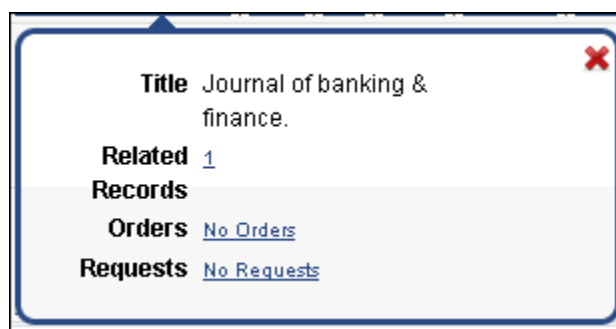 Title Journal of banking &
finance.
Related 1
Records
Orders No Orders
Requests No Requests